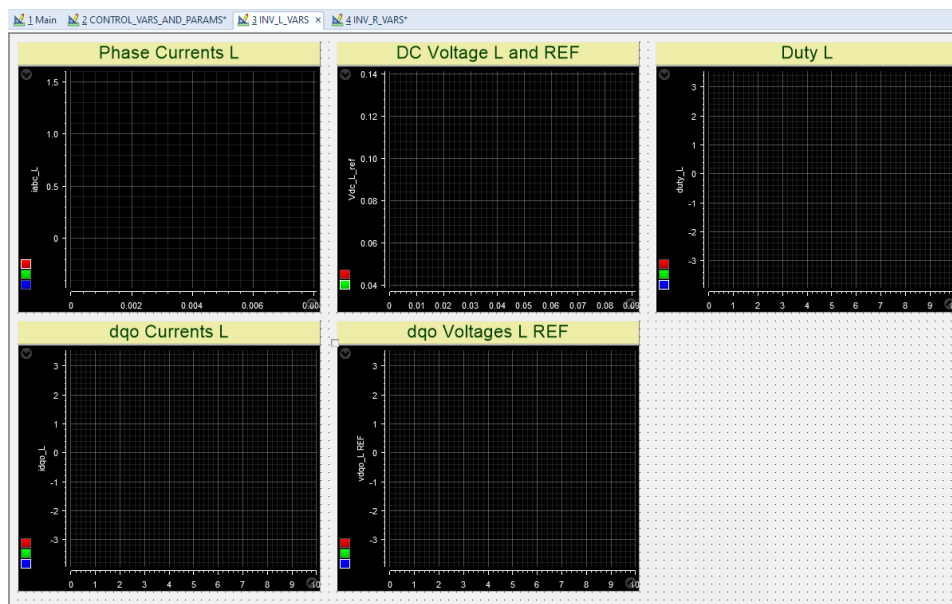 1 Main 2 CONTROL_VARS_AND_PARAMS* 3 INV_L_VARS × 4 INV_R_VARS*
Phase Currents L
iabc_L
1.5
1.0
0.5
0
0 0.002 0.004 0.006
DC Voltage L and REF
Vdc_L_ref
0.14
0.12
0.10
0.08
0.06
0.04
0 0.01 0.02 0.03 0.04 0.05 0.06 0.07 0.08
Duty L
duty_L
3
2
1
0
-1
-2
-3
0 1 2 3 4 5 6 7 8 9
dqo Currents L
idqo_L
3
2
1
0
-1
-2
-3
0 1 2 3 4 5 6 7 8 9 10
dqo Voltages L REF
vdqo_L REF
3
2
1
0
-1
-2
-3
0 1 2 3 4 5 6 7 8 9 10